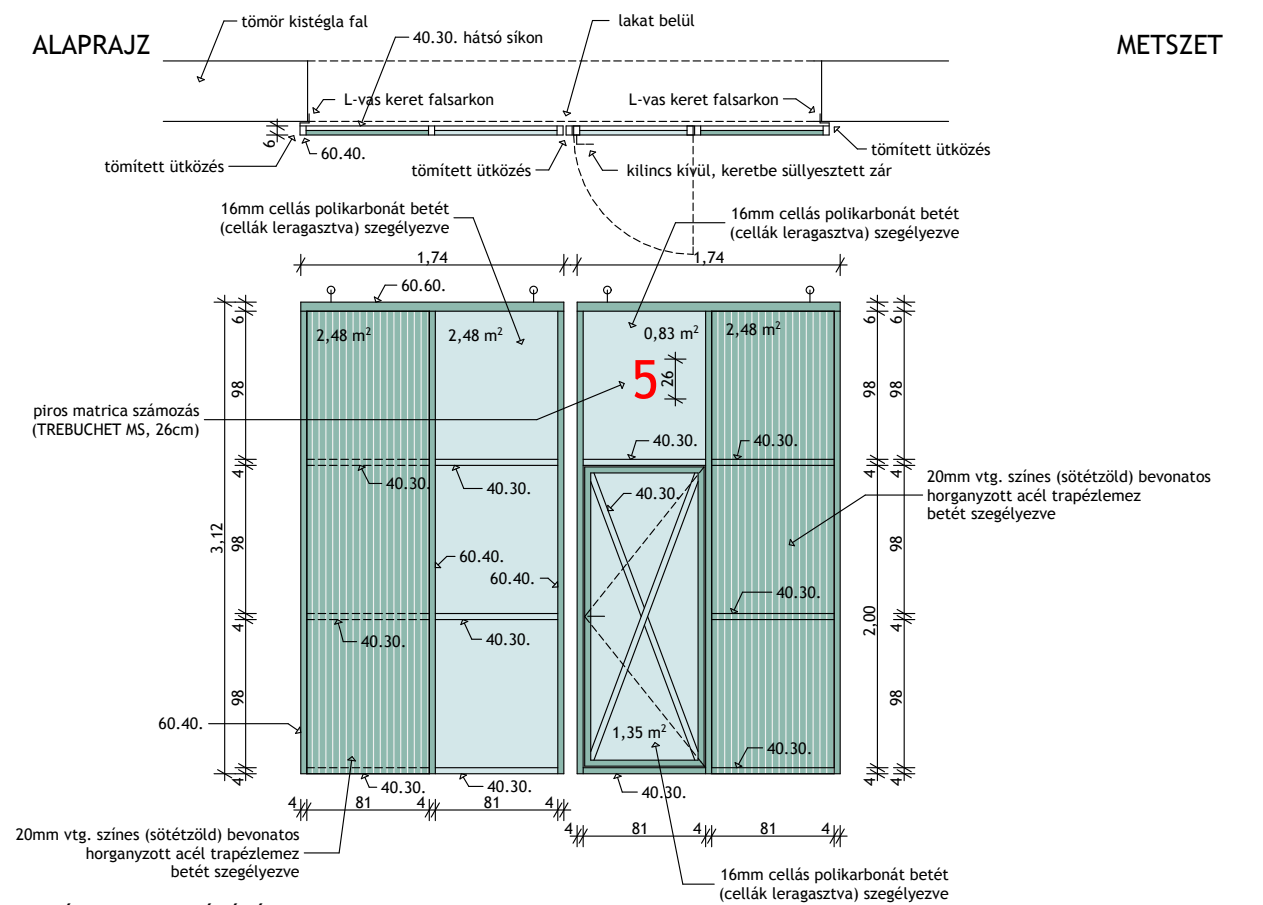 ALAPRAJZ
METSZET
tömör kistégla fal
40.30. hátsó síkon
lakat belül
L-vas keret falsarkon
L-vas keret falsarkon
6
60.40.
tömített ütközés
tömített ütközés
kilincs kívül, keretbe süllyesztett zár
tömített ütközés
16mm cellás polikarbonát betét
(cellák leragasztva) szegélyezve
16mm cellás polikarbonát betét
(cellák leragasztva) szegélyezve
1,74
1,74
60.60.
2,48 m²
2,48 m²
0,83 m²
2,48 m²
5
26
piros matrica számozás
(TREBUCHET MS, 26cm)
6
98
4
98
4
98
4
3,12
40.30.
40.30.
40.30.
40.30.
40.30.
60.40.
60.40.
40.30.
40.30.
40.30.
60.40.
1,35 m²
40.30.
40.30.
40.30.
40.30.
6
98
4
2,00
4
6
98
4
98
4
98
4
20mm vtg. színes (sötétzöld) bevonatos
horganyzott acél trapézlemez
betét szegélyezve
4
81
4
81
4
4
81
4
81
4
20mm vtg. színes (sötétzöld) bevonatos
horganyzott acél trapézlemez
betét szegélyezve
16mm cellás polikarbonát betét
(cellák leragasztva) szegélyezve